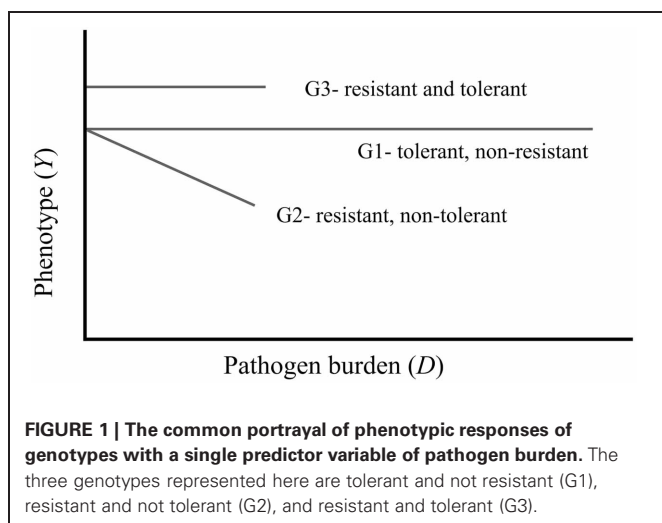 Phenotype (Y)
G3- resistant and tolerant
G1- tolerant, non-resistant
G2- resistant, non-tolerant
Pathogen burden (D)
FIGURE 1 | The common portrayal of phenotypic responses of
genotypes with a single predictor variable of pathogen burden. The
three genotypes represented here are tolerant and not resistant (G1),
resistant and not tolerant (G2), and resistant and tolerant (G3).